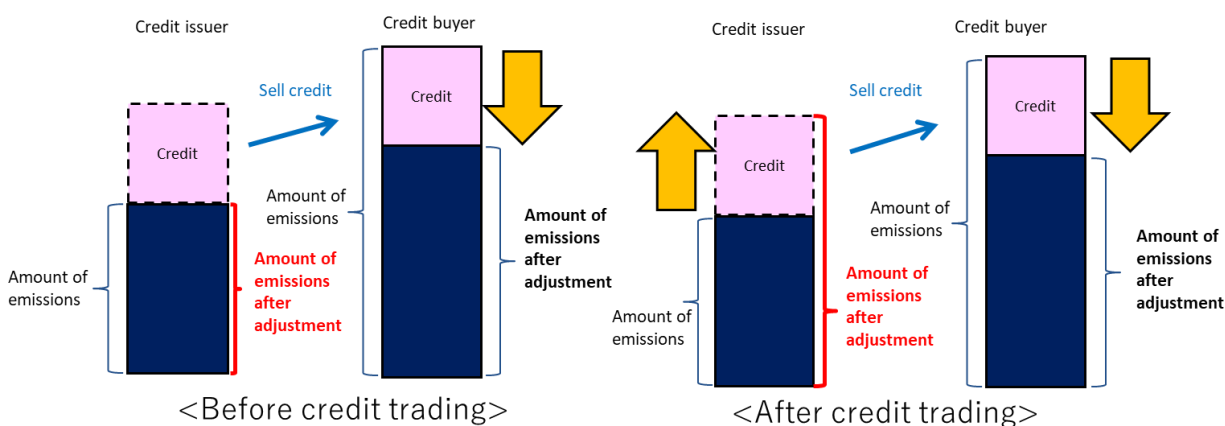 Credit issuer
Credit buyer
Sell credit
Credit
Credit
Amount of
emissions
Amount of
emissions
Amount of
emissions
after
adjustment
Amount of
emissions
after
adjustment
<Before credit trading>
Credit issuer
Credit buyer
Sell credit
Credit
Credit
Amount of
emissions
Amount of
emissions
Amount of
emissions
after
adjustment
Amount of
emissions
after
adjustment
<After credit trading>